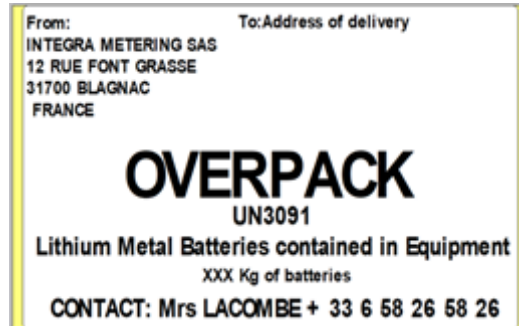 From:
To:Address of delivery
INTEGRA METERING SAS
12 RUE FONT GRASSE
31700 BLAGNAC
FRANCE
OVERPACK
UN3091
Lithium Metal Batteries contained in Equipment
XXX Kg of batteries
CONTACT: Mrs LACOMBE + 33 6 58 26 58 26